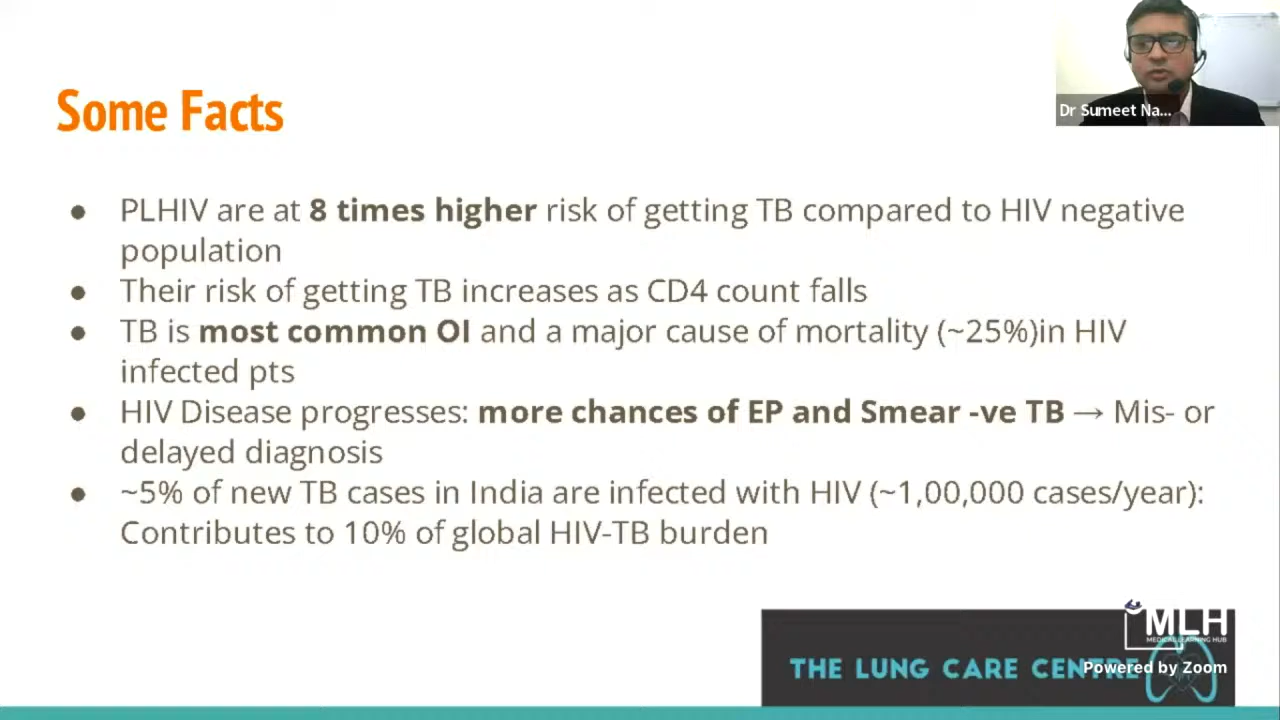 Some Facts
Dr Sumeet Na...
● PLHIV are at 8 times higher risk of getting TB compared to HIV negative
population
● Their risk of getting TB increases as CD4 count falls
● TB is most common OI and a major cause of mortality (~25%)in HIV
infected pts
● HIV Disease progresses: more chances of EP and Smear -ve TB → Mis- or
delayed diagnosis
● ~5% of new TB cases in India are infected with HIV (~1,00,000 cases/year):
Contributes to 10% of global HIV-TB burden
MLH
MEDICAL LEARNING HUB
THE LUNG CARE CENTRE
Powered by Zoom